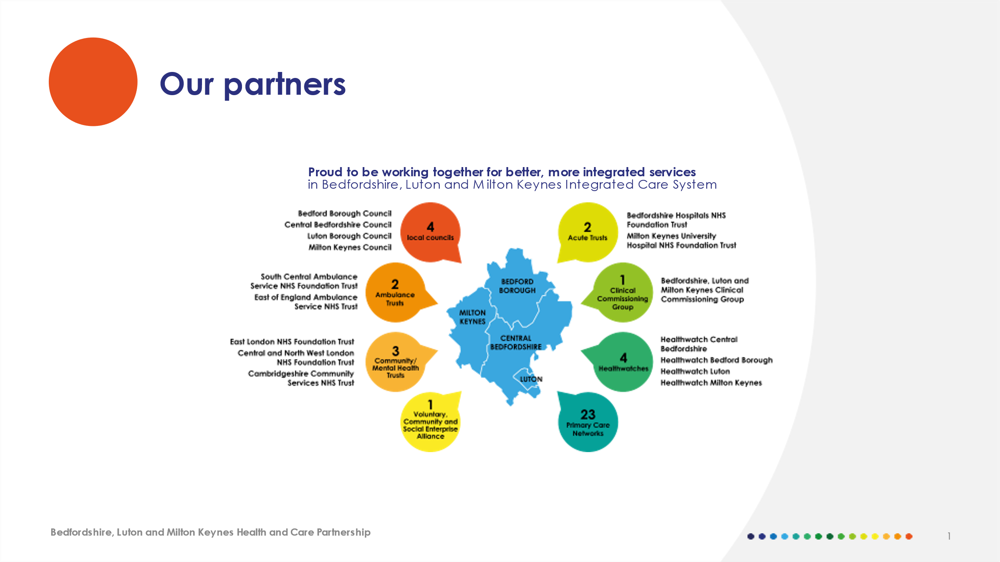 Our partners
Proud to be working together for better, more integrated services
in Bedfordshire, Luton and Milton Keynes Integrated Care System
Bedford Borough Council
Central Bedfordshire Council
Luton Borough Council
Milton Keynes Council
4
local councils
2
Acute Trusts
Bedfordshire Hospitals NHS
Foundation Trust
Milton Keynes University
Hospital NHS Foundation Trust
South Central Ambulance
Service NHS Foundation Trust
East of England Ambulance
Service NHS Trust
2
Ambulance
Trusts
1
Clinical
Commissioning
Group
Bedfordshire, Luton and
Milton Keynes Clinical
Commissioning Group
BEDFORD
BOROUGH
MILTON
KEYNES
CENTRAL
BEDFORDSHIRE
LUTON
East London NHS Foundation Trust
Central and North West London
NHS Foundation Trust
Cambridgeshire Community
Services NHS Trust
3
Community/
Mental Health
Trusts
4
Healthwatches
Healthwatch Central
Bedfordshire
Healthwatch Bedford Borough
Healthwatch Luton
Healthwatch Milton Keynes
1
Voluntary,
Community and
Social Enterprise
Alliance
23
Primary Care
Networks
Bedfordshire, Luton and Milton Keynes Health and Care Partnership
1